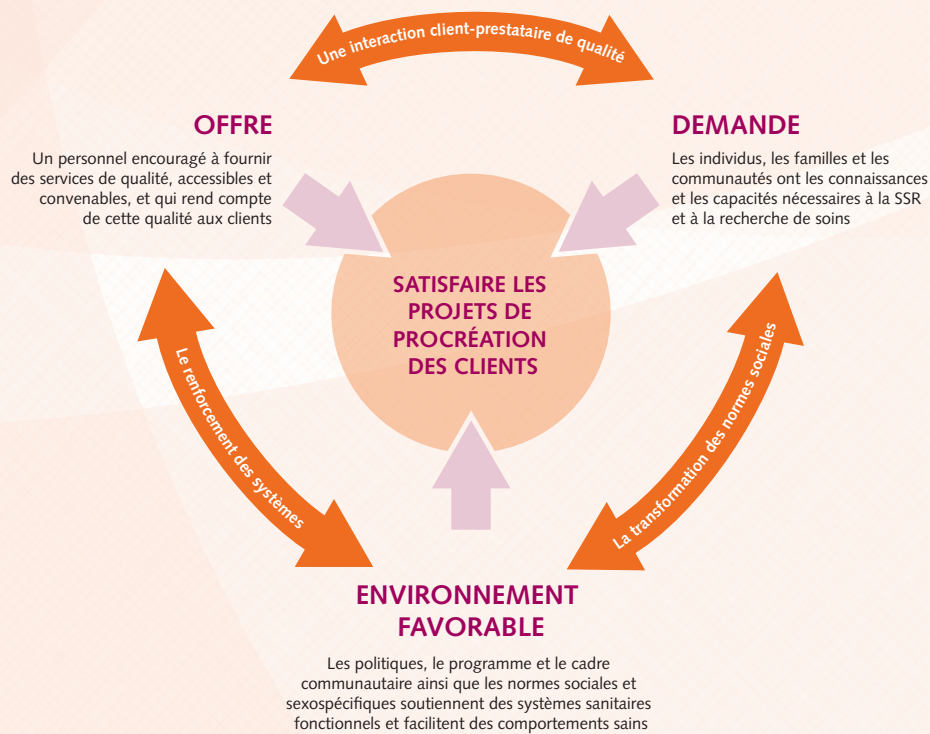 Une interaction client-prestataire de qualité
OFFRE
Un personnel encouragé à fournir
des services de qualité, accessibles et
convenables, et qui rend compte
de cette qualité aux clients
DEMANDE
Les individus, les familles et les
communautés ont les connaissances
et les capacités nécessaires à la SSR
et à la recherche de soins
SATISFAIRE LES
PROJETS DE
PROCRÉATION
DES CLIENTS
Le renforcement des systèmes
La transformation des normes sociales
ENVIRONNEMENT
FAVORABLE
Les politiques, le programme et le cadre
communautaire ainsi que les normes sociales et
sexospécifiques soutiennent des systèmes sanitaires
fonctionnels et facilitent des comportements sains